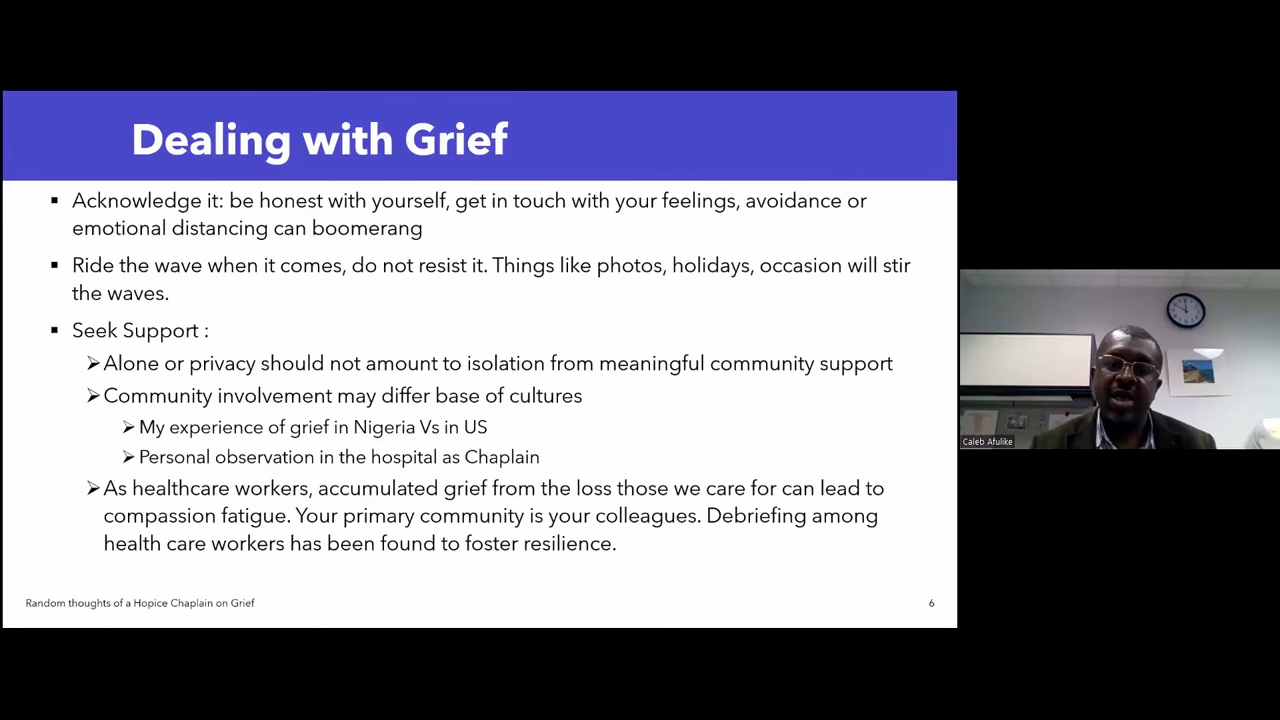 Dealing with Grief
▪ Acknowledge it: be honest with yourself, get in touch with your feelings, avoidance or
emotional distancing can boomerang
▪ Ride the wave when it comes, do not resist it. Things like photos, holidays, occasion will stir
the waves.
▪ Seek Support :
➢Alone or privacy should not amount to isolation from meaningful community support
➢Community involvement may differ base of cultures
➢My experience of grief in Nigeria Vs in US
➢Personal observation in the hospital as Chaplain
➢As healthcare workers, accumulated grief from the loss those we care for can lead to
compassion fatigue. Your primary community is your colleagues. Debriefing among
health care workers has been found to foster resilience.
Random thoughts of a Hopice Chaplain on Grief
6
Caleb Afulike